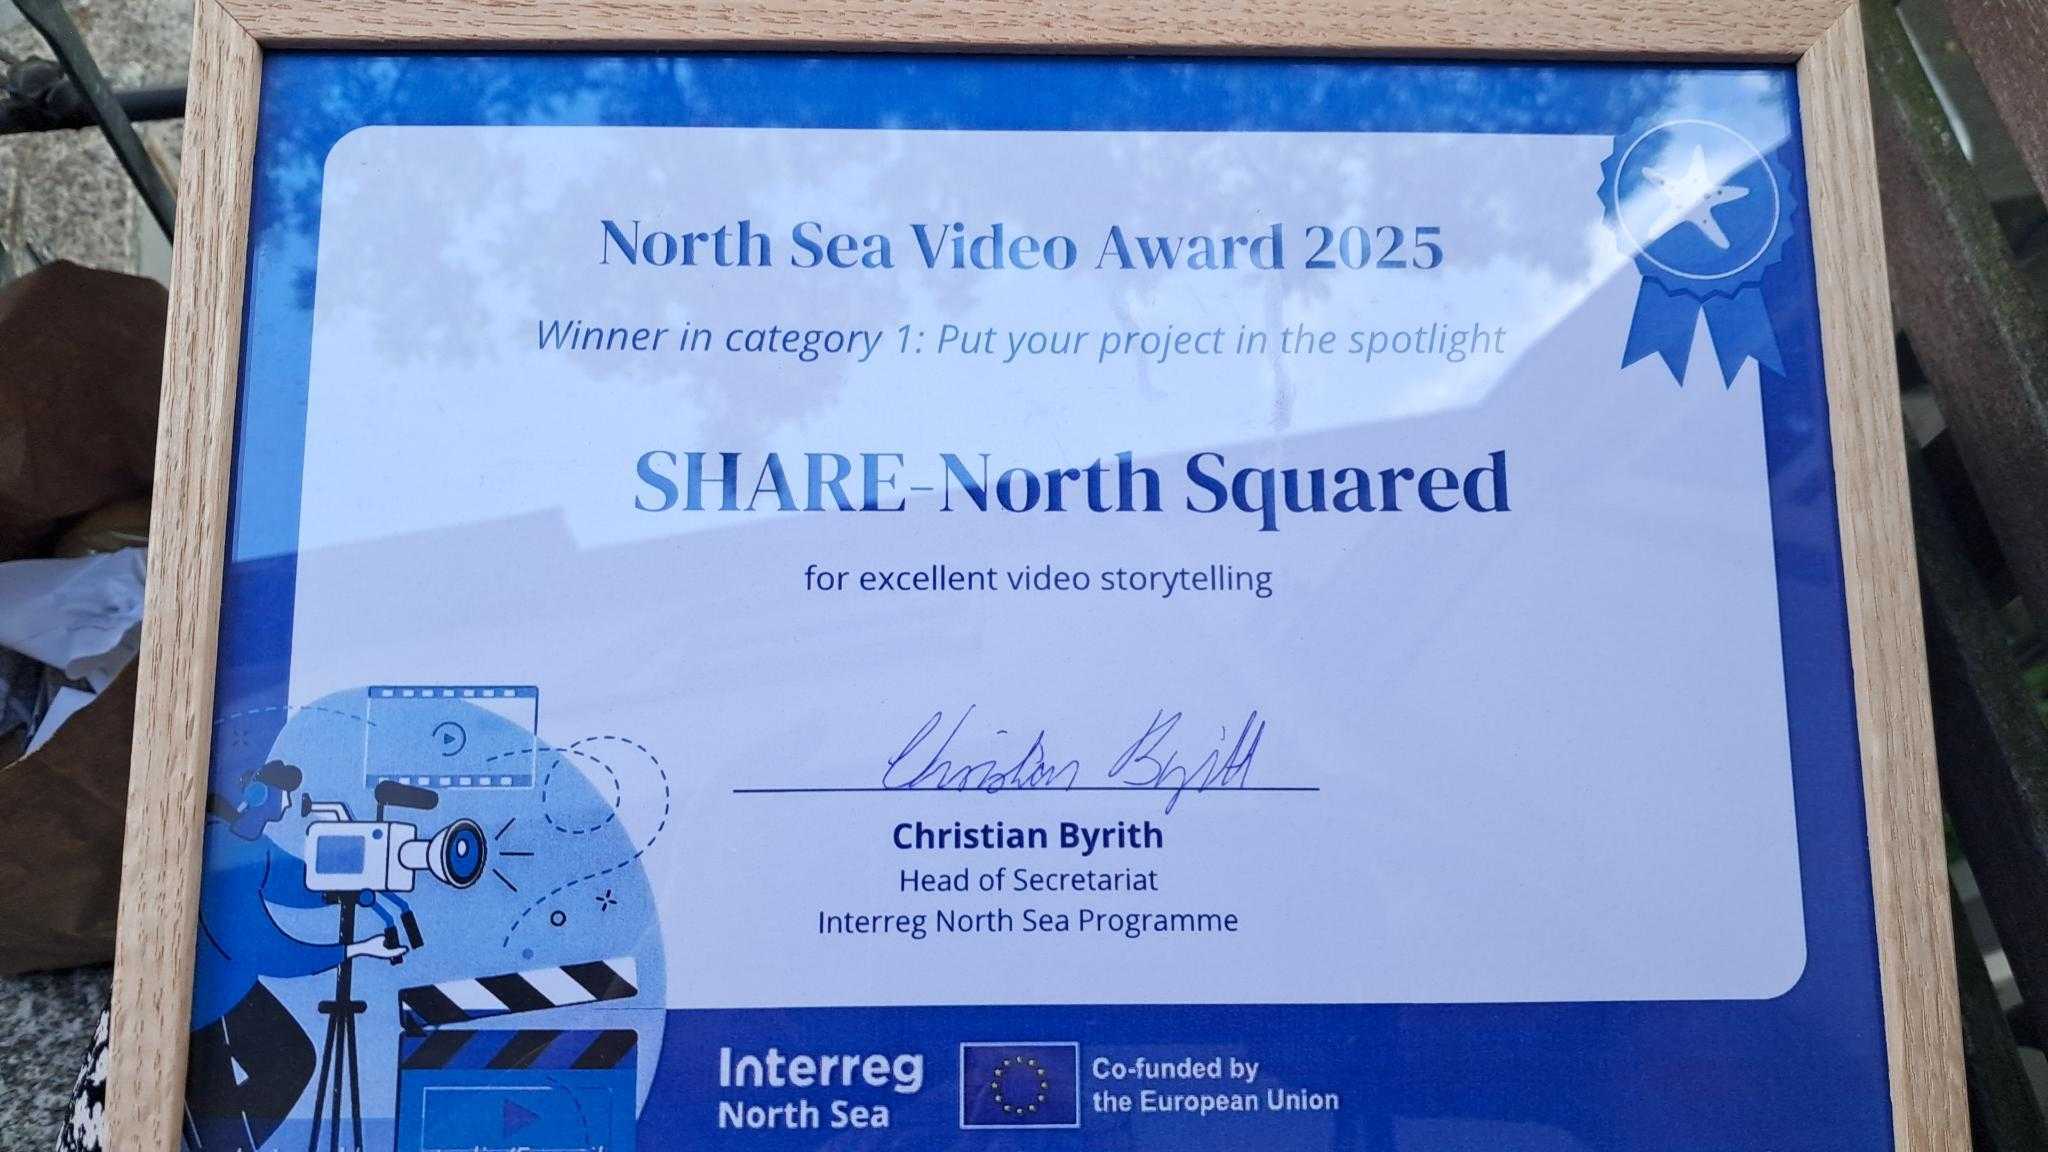 North Sea Video Award 2025
Winner in category 1: Put your project in the spotlight
SHARE-North Squared
for excellent video storytelling
Christian Byrith
Christian Byrith
Head of Secretariat
Interreg North Sea Programme
Interreg
North Sea
Co-funded by
the European Union